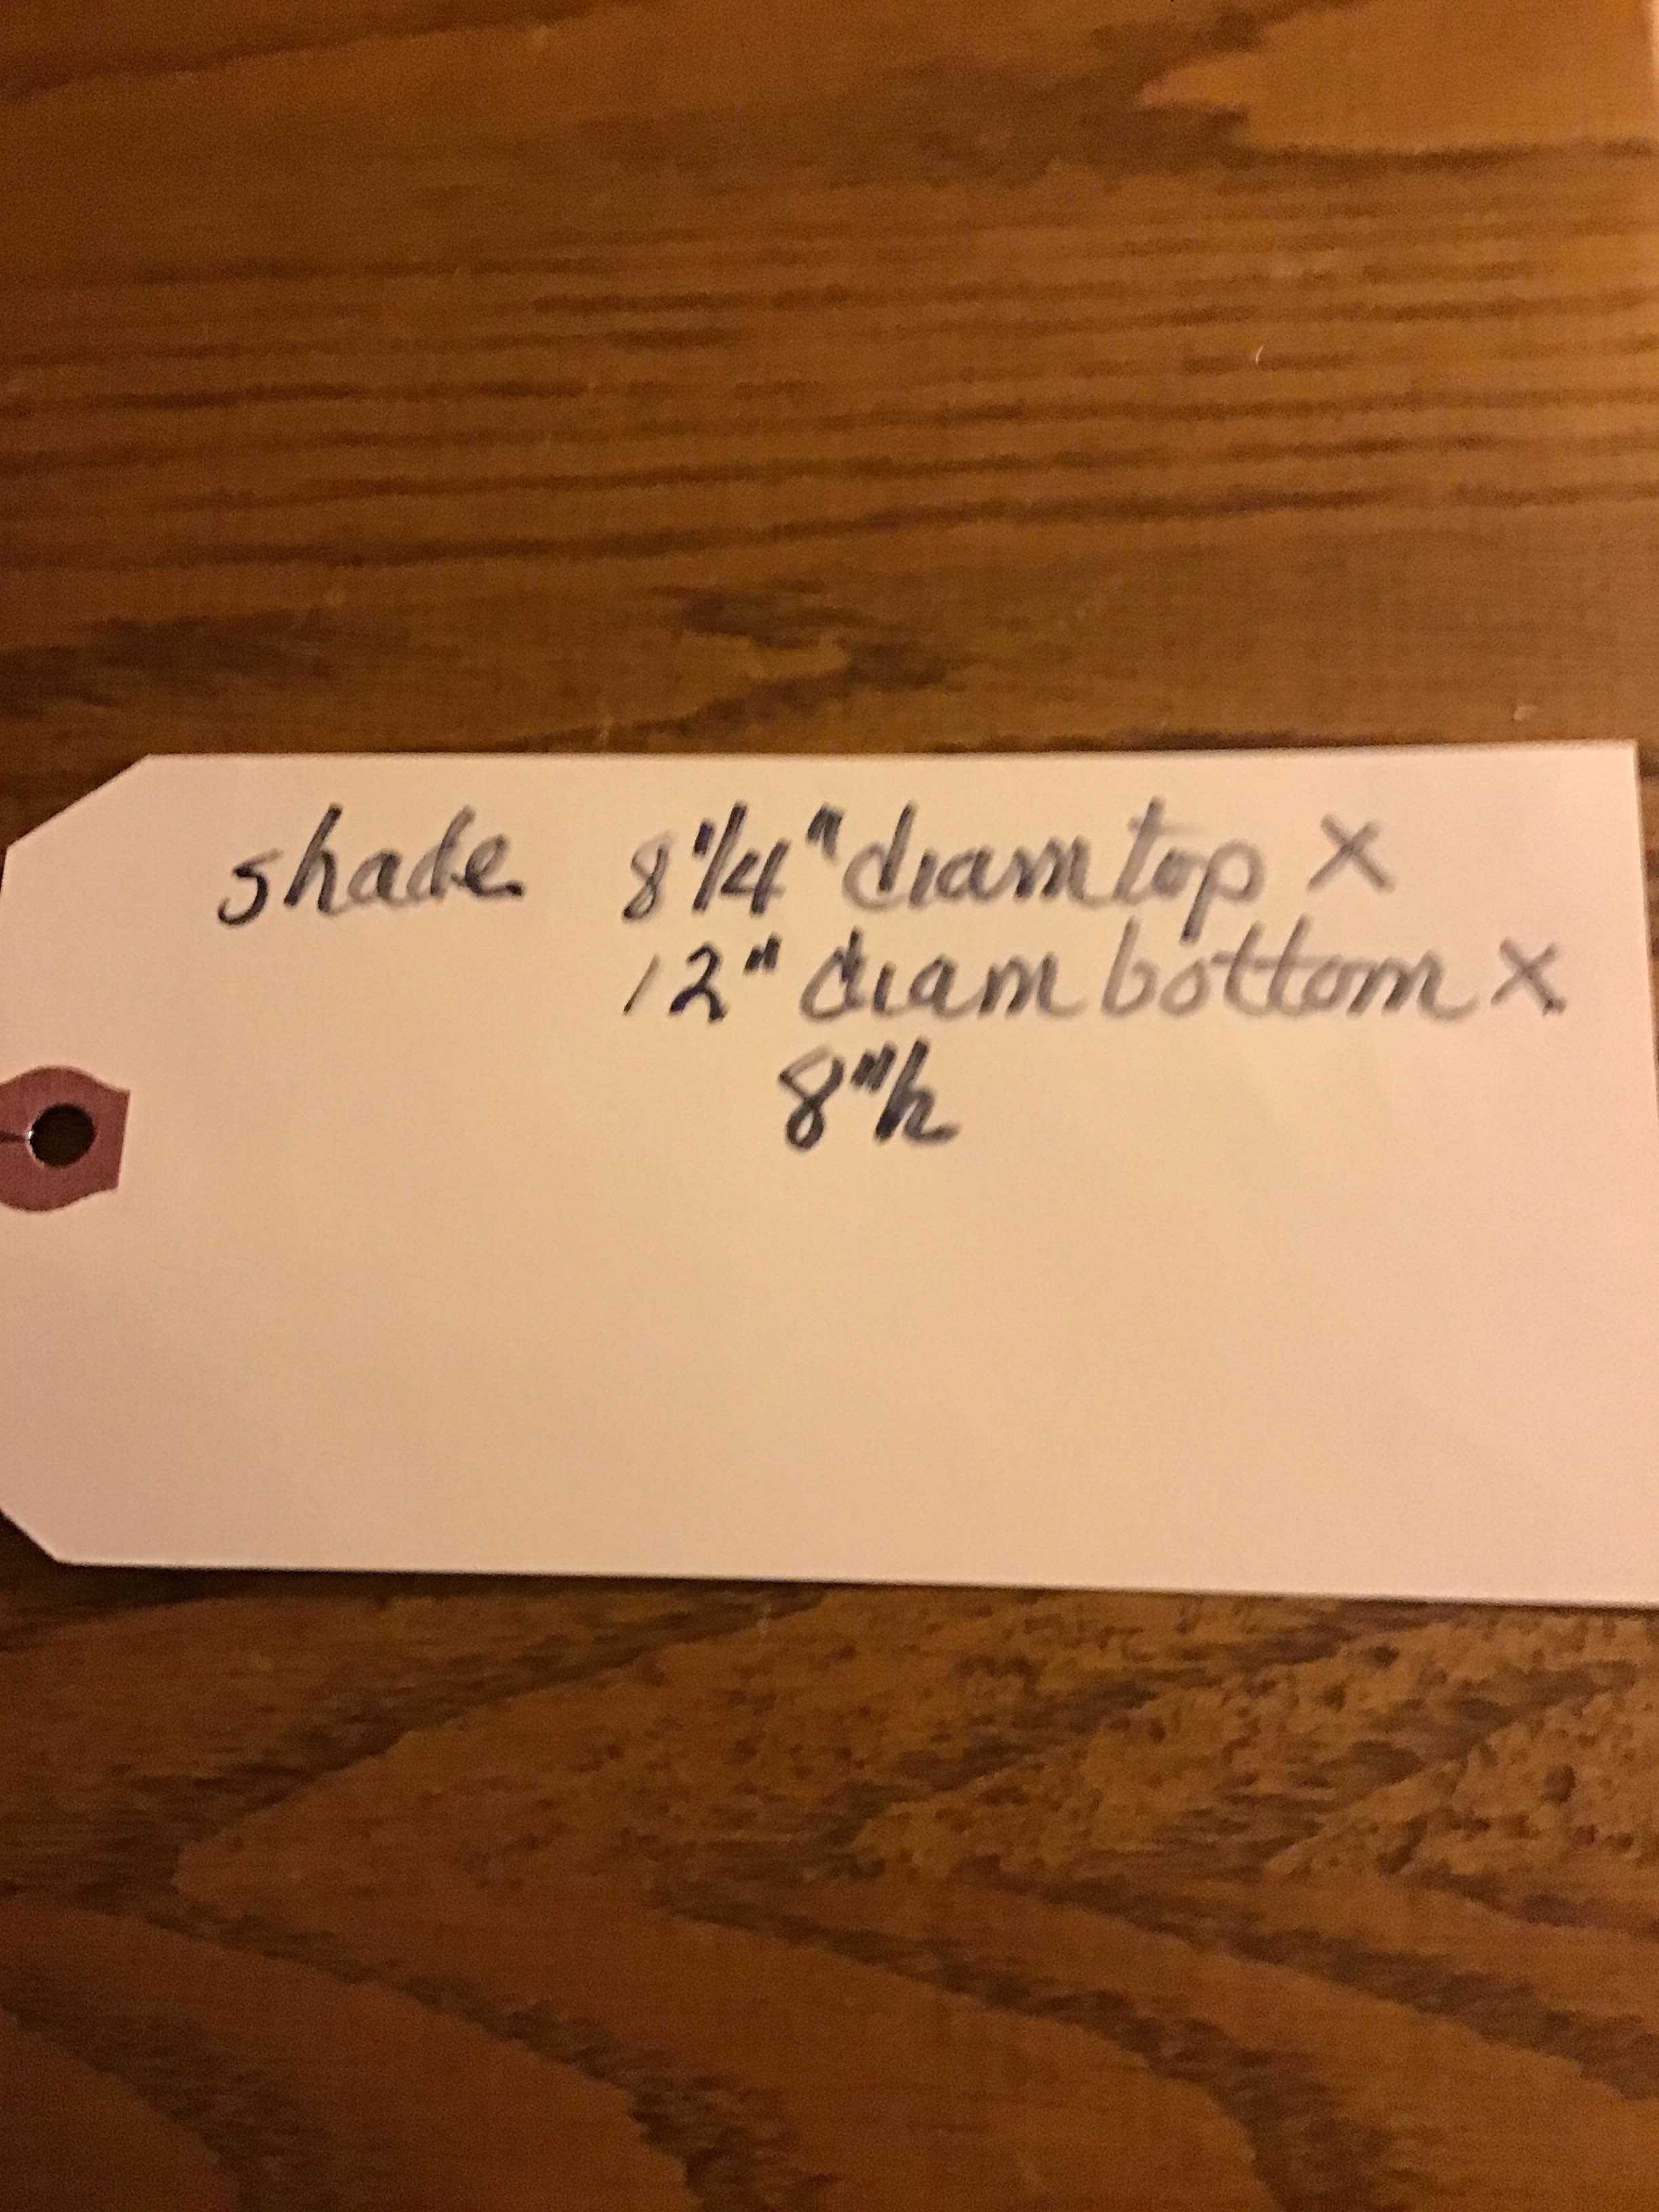 shade 8 1/4" diam top X
12" diam bottom X
8"h